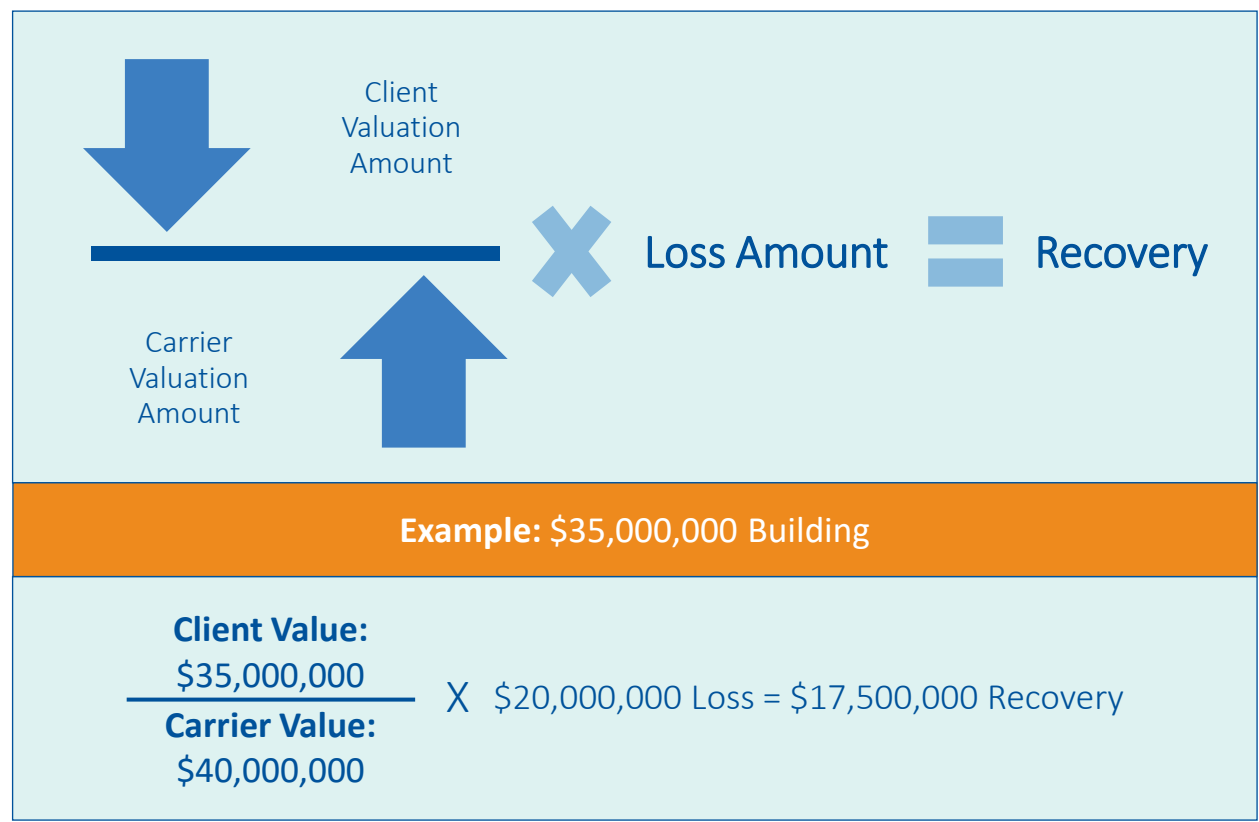 Client
Valuation
Amount
Loss Amount
Recovery
Carrier
Valuation
Amount
Example: $35,000,000 Building
Client Value:
$35,000,000
Carrier Value:
$40,000,000
X $20,000,000 Loss = $17,500,000 Recovery